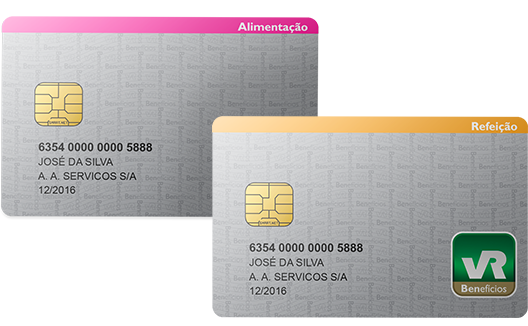 Alimentação
6354 0000 0000 5888
JOSÉ DA SILVA
A. A. SERVICOS S/A
12/2016
Refeição
6354 0000 0000 5888
JOSÉ DA SILVA
A. A. SERVICOS S/A
12/2016
VR
Benefícios